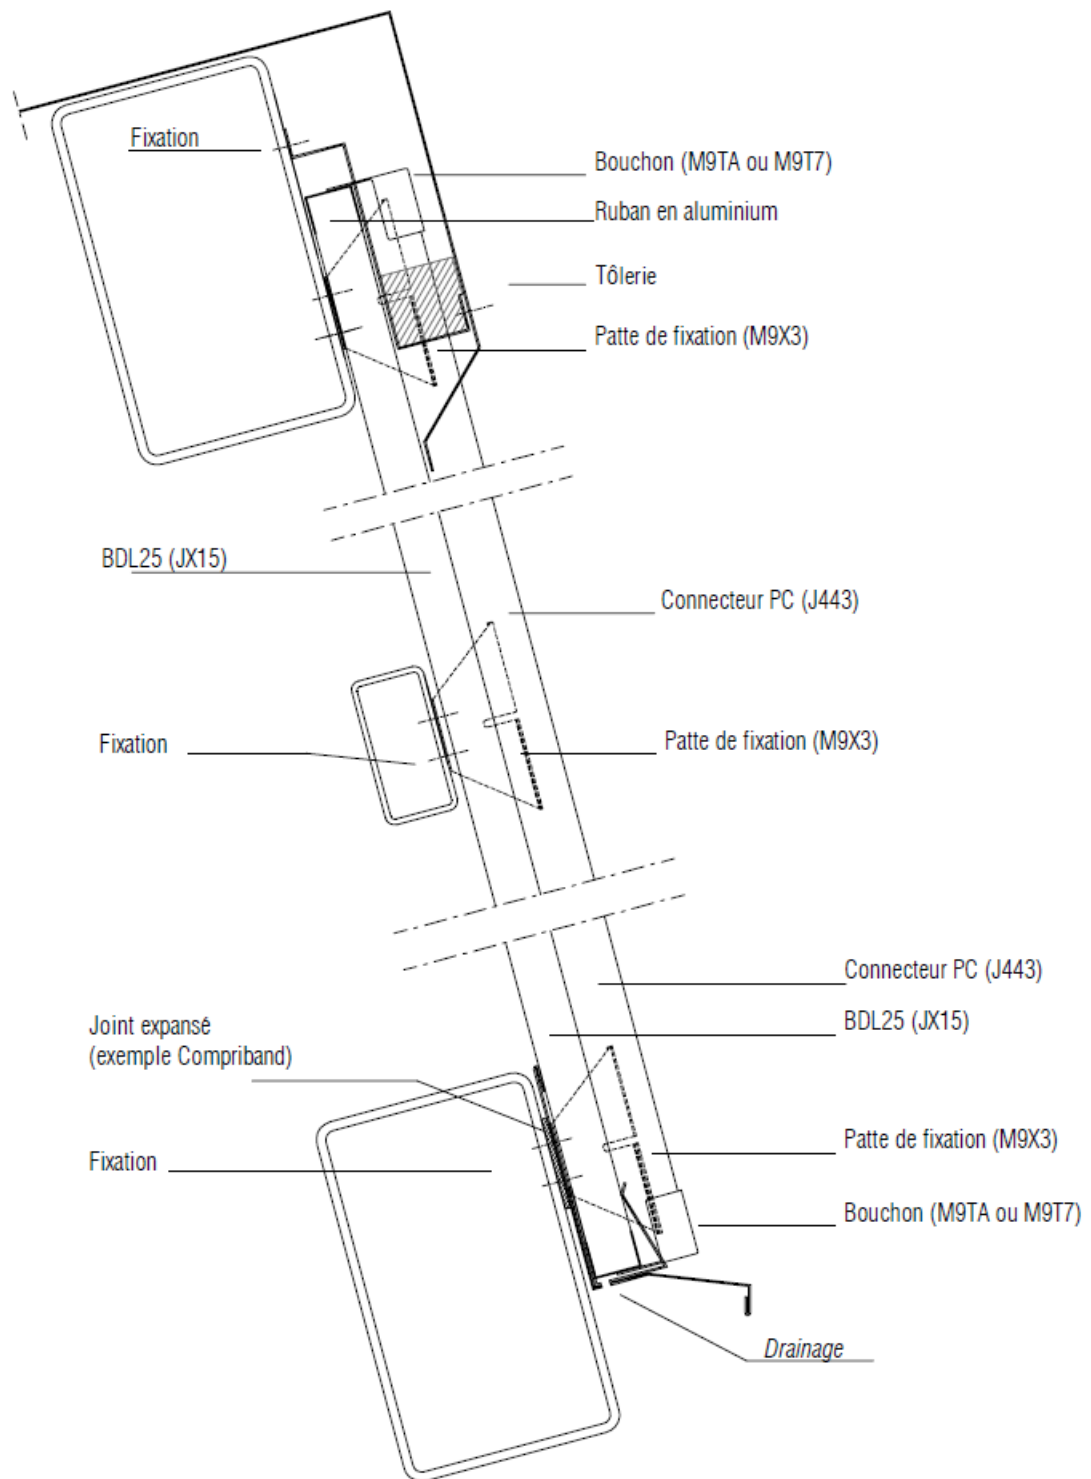 Fixation
Bouchon (M9TA ou M9T7)
Ruban en aluminium
Tôlerie
Patte de fixation (M9X3)
BDL25 (JX15)
Connecteur PC (J443)
Fixation
Patte de fixation (M9X3)
Connecteur PC (J443)
BDL25 (JX15)
Joint expansé
(exemple Compriband)
Patte de fixation (M9X3)
Fixation
Bouchon (M9TA ou M9T7)
Drainage